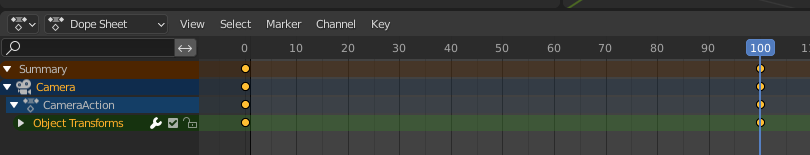 Dope Sheet View Select Marker Channel Key
0 10 20 30 40 50 60 70 80 90 100
Summary
Camera
CameraAction
Object Transforms